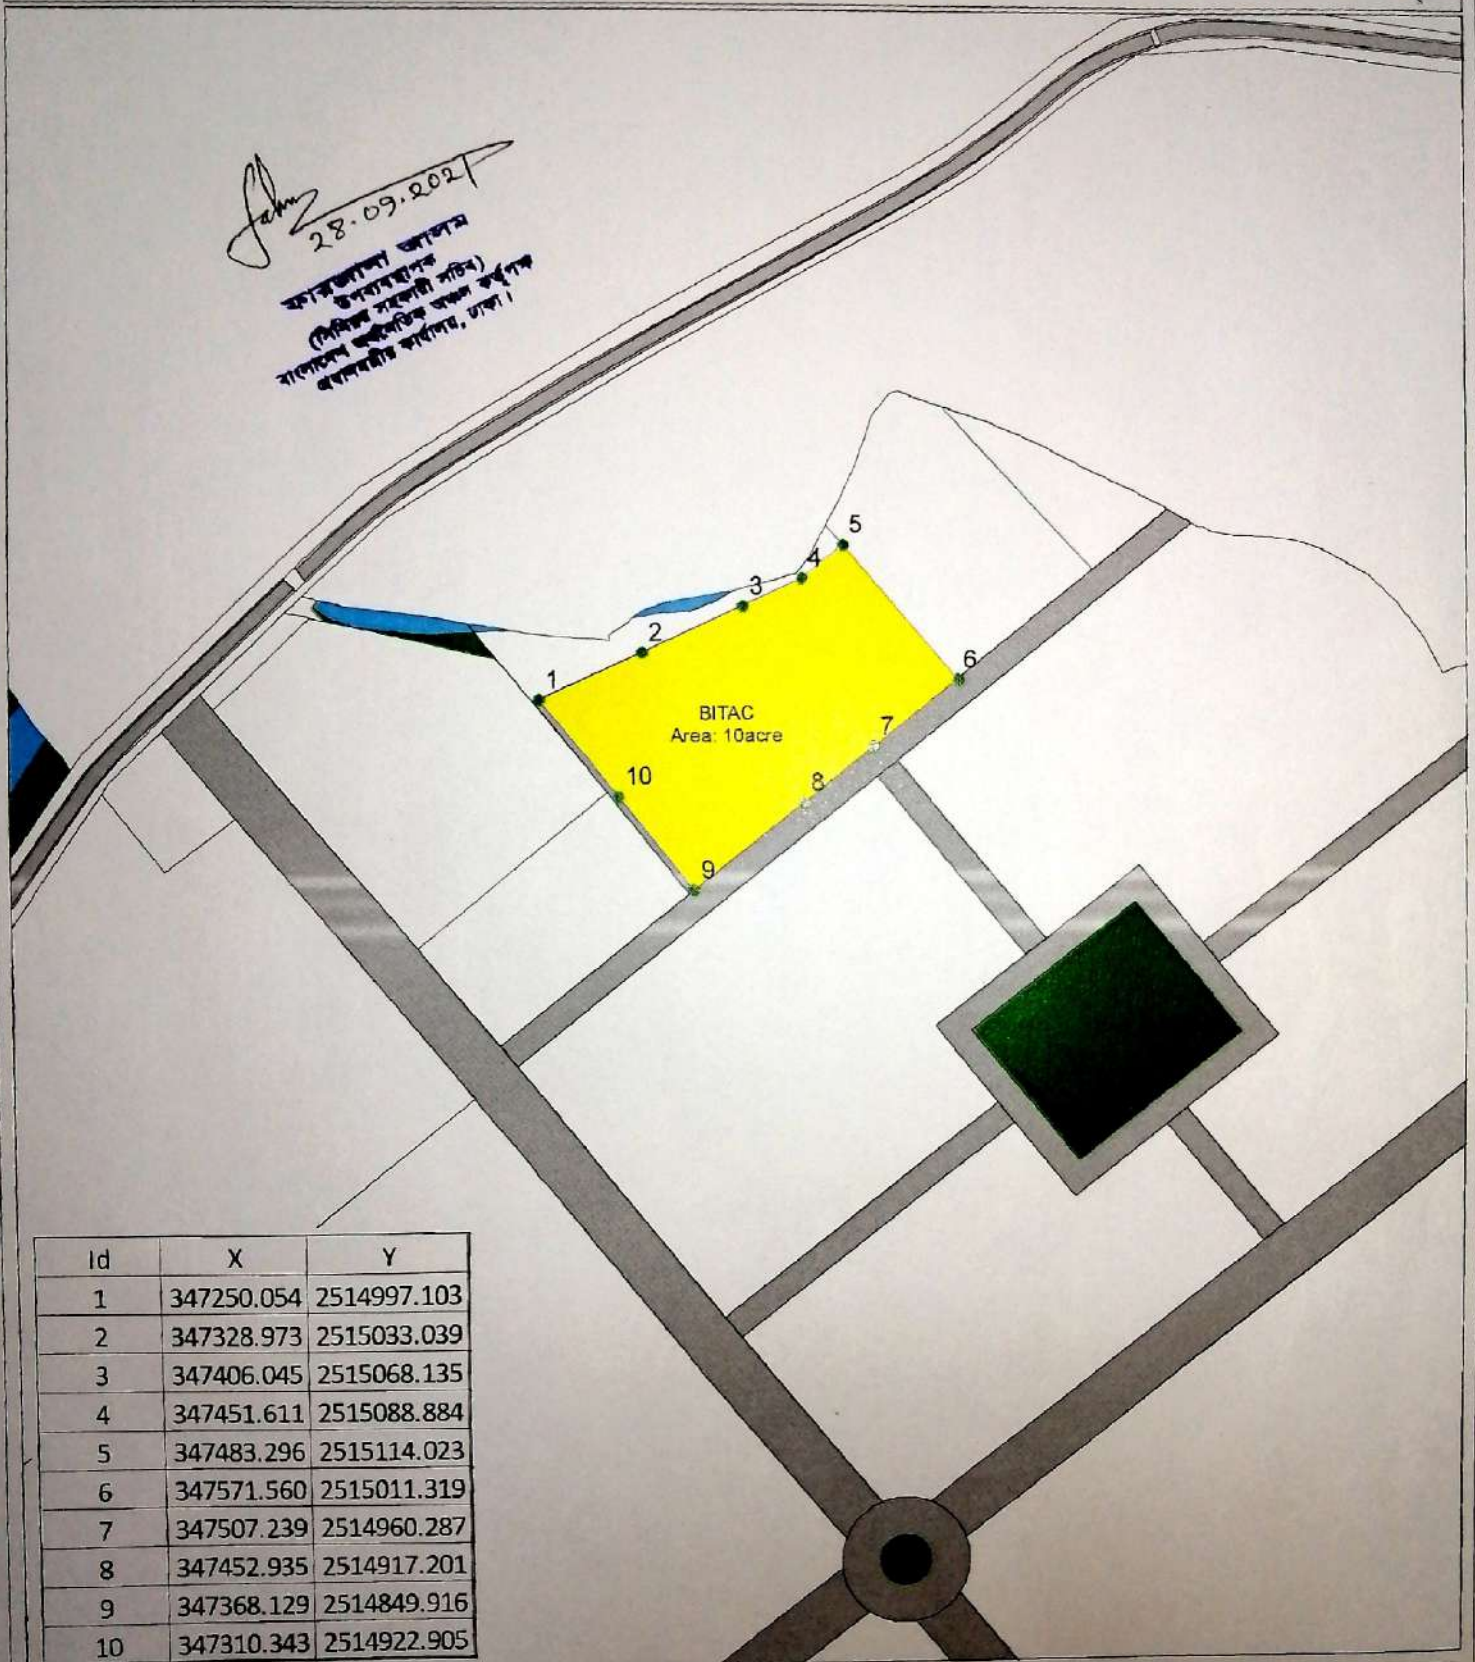 28.09.2021
ফারজানা আলম
উপব্যবস্থাপক
(সিনিয়র সহকারী সচিব)
বাংলাদেশ অর্থনৈতিক অঞ্চল কর্তৃপক্ষ
প্রধানমন্ত্রীর কার্যালয়, ঢাকা।
5
4
3
2
1
6
BITAC
Area: 10acre
7
10
8
9
Id X Y
1 347250.054 2514997.103
2 347328.973 2515033.039
3 347406.045 2515068.135
4 347451.611 2515088.884
5 347483.296 2515114.023
6 347571.560 2515011.319
7 347507.239 2514960.287
8 347452.935 2514917.201
9 347368.129 2514849.916
10 347310.343 2514922.905